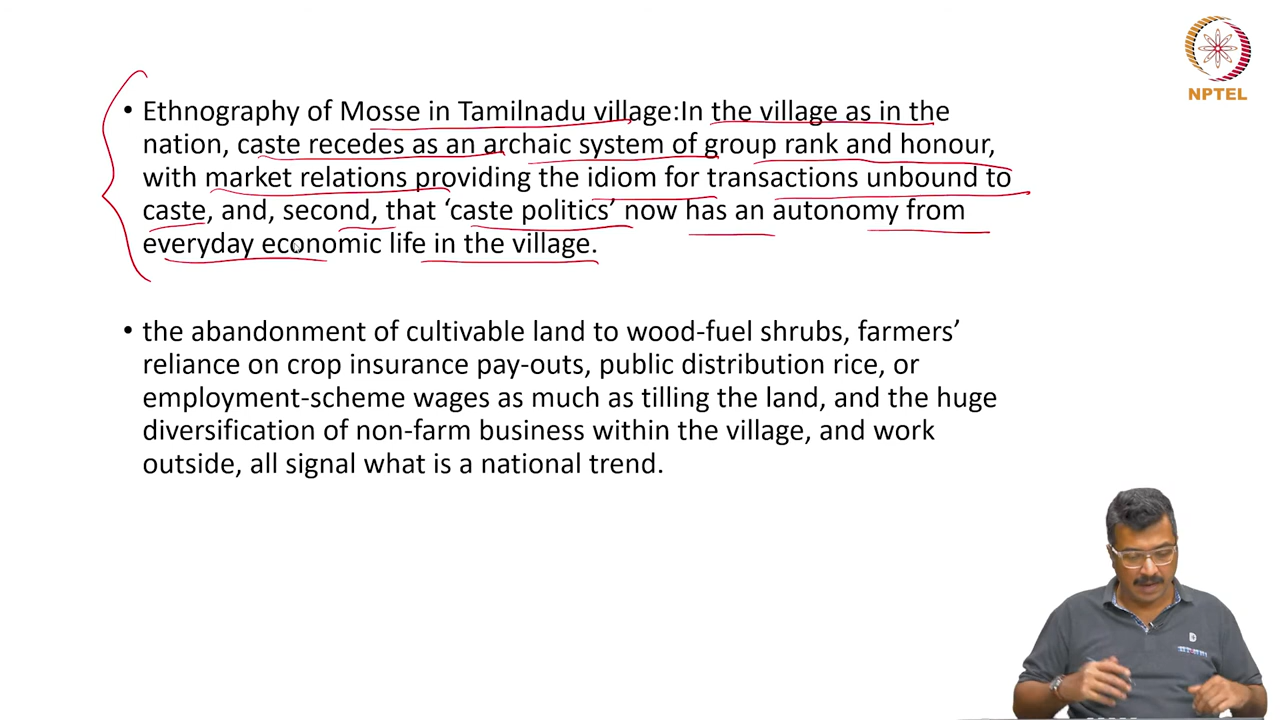 NPTEL
• Ethnography of Mosse in Tamilnadu village:In the village as in the
nation, caste recedes as an archaic system of group rank and honour,
with market relations providing the idiom for transactions unbound to
caste, and, second, that ‘caste politics’ now has an autonomy from
everyday economic life in the village.
• the abandonment of cultivable land to wood-fuel shrubs, farmers’
reliance on crop insurance pay-outs, public distribution rice, or
employment-scheme wages as much as tilling the land, and the huge
diversification of non-farm business within the village, and work
outside, all signal what is a national trend.